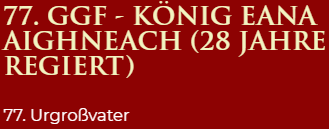 77. GGF - KÖNIG EANA
AIGHNEACH (28 JAHRE
REGIERT)
77. Urgroßvater